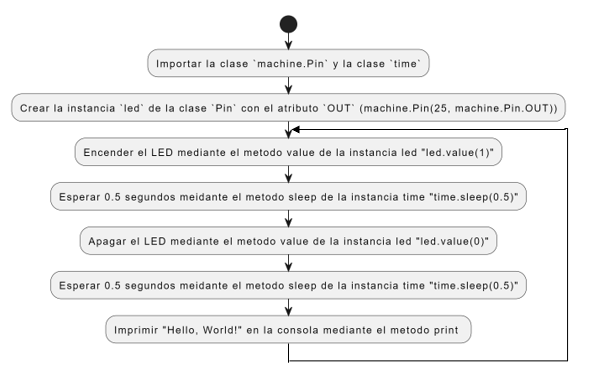 Importar la clase `machine.Pin` y la clase `time`
Crear la instancia `led` de la clase `Pin` con el atributo `OUT` (machine.Pin(25, machine.Pin.OUT))
Encender el LED mediante el metodo value de la instancia led "led.value(1)"
Esperar 0.5 segundos meidante el metodo sleep de la instancia time "time.sleep(0.5)"
Apagar el LED mediante el metodo value de la instancia led "led.value(0)"
Esperar 0.5 segundos meidante el metodo sleep de la instancia time "time.sleep(0.5)"
Imprimir "Hello, World!" en la consola mediante el metodo print